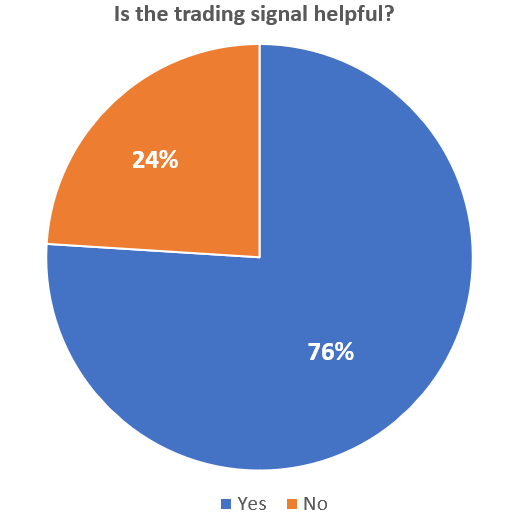 Is the trading signal helpful?
24%
76%
Yes No